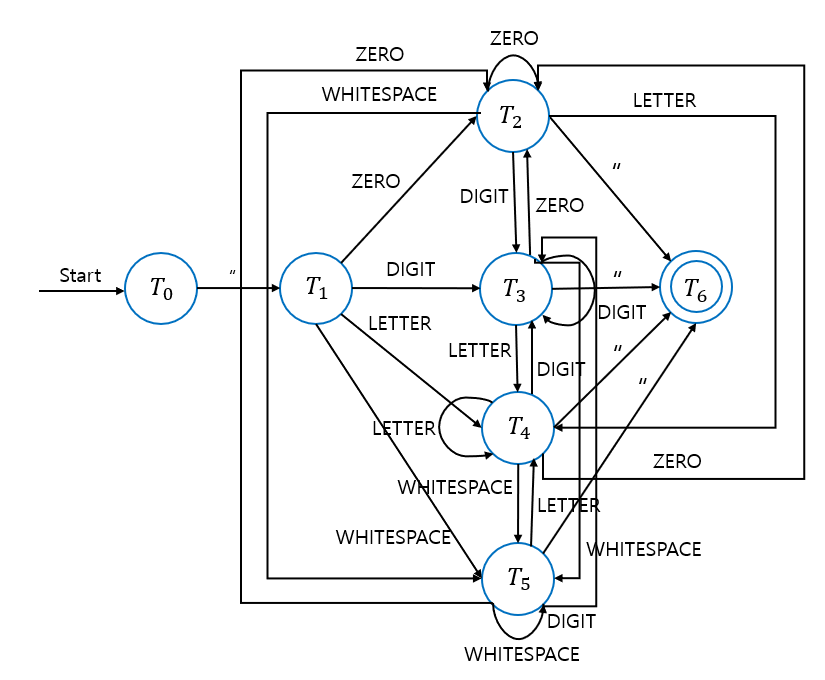 ZERO
ZERO
WHITESPACE
LETTER
T2
ZERO
DIGIT
ZERO
“
Start
T0
“
T1
DIGIT
T3
“
DIGIT
T6
LETTER
LETTER
DIGIT
“
“
LETTER
T4
ZERO
WHITESPACE
LETTER
WHITESPACE
WHITESPACE
T5
DIGIT
WHITESPACE